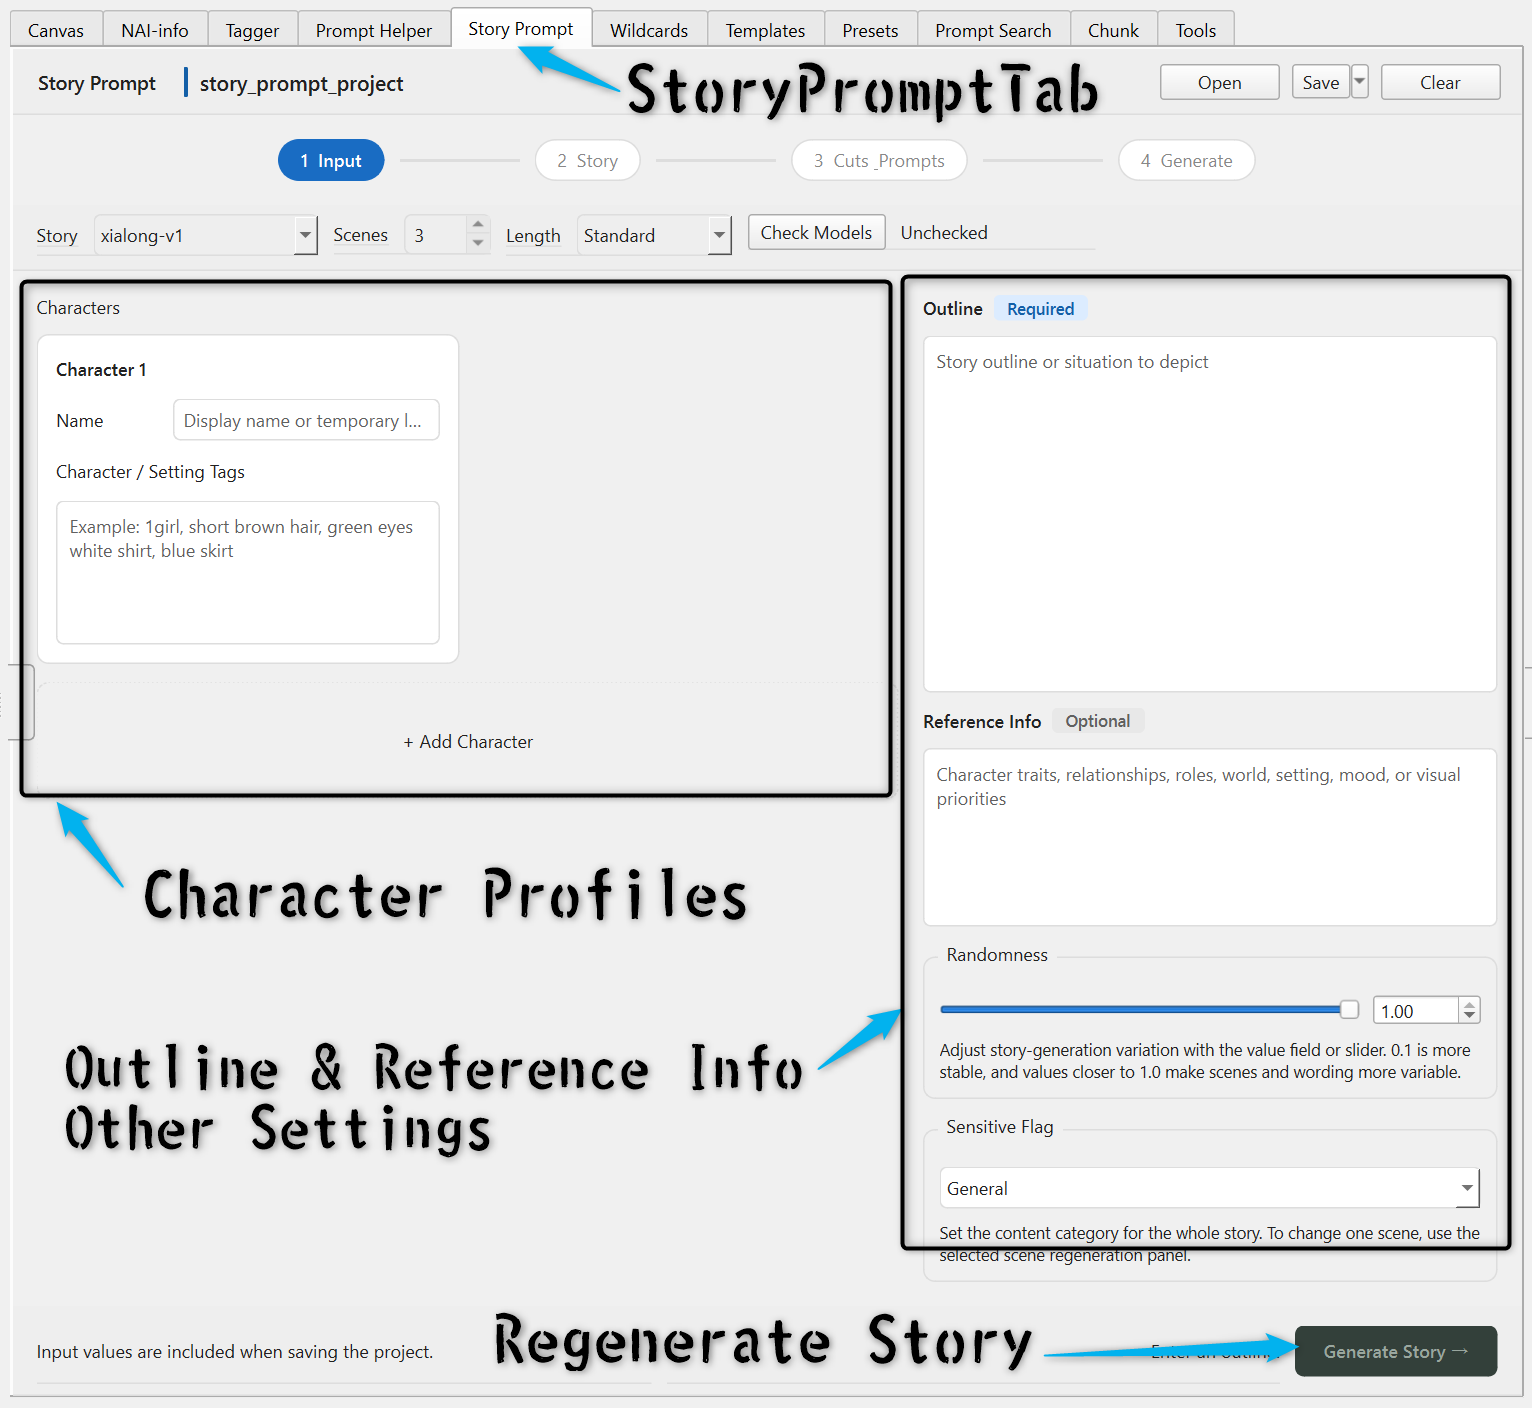 Canvas NAI-info Tagger Prompt Helper Story Prompt Wildcards Templates Presets Prompt Search Chunk Tools
Story Prompt story_prompt_project Open Save Clear
StoryPromptTab
1 Input 2 Story 3 Cuts _Prompts 4 Generate
Story xialong-v1 Scenes 3 Length Standard Check Models Unchecked
Characters
Character 1
Name Display name or temporary l...
Character / Setting Tags
Example: 1girl, short brown hair, green eyes
white shirt, blue skirt
+ Add Character
Character Profiles
Outline Required
Story outline or situation to depict
Reference Info Optional
Character traits, relationships, roles, world, setting, mood, or visual
priorities
Randomness
1.00
Adjust story-generation variation with the value field or slider. 0.1 is more
stable, and values closer to 1.0 make scenes and wording more variable.
Outline & Reference Info
Other Settings
Sensitive Flag
General
Set the content category for the whole story. To change one scene, use the
selected scene regeneration panel.
Regenerate Story
Input values are included when saving the project. Enter an outline. Generate Story →